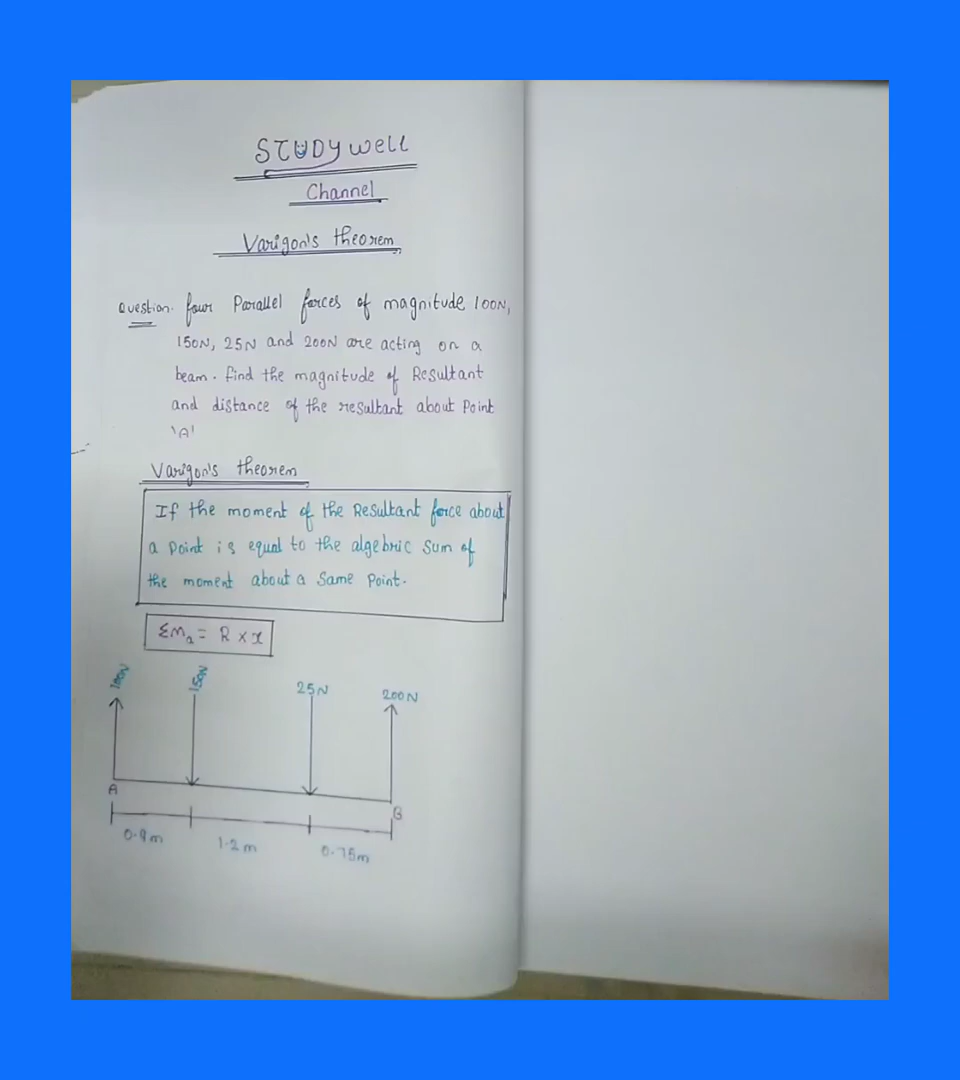 STUDY well
Channel
Varigon's theorem
Question. four Parallel forces of magnitude 100N,
150N, 25N and 200N are acting on a
beam. find the magnitude of Resultant
and distance of the resultant about Point
'A'
Varigon's theorem
If the moment of the Resultant force about
a point is equal to the algebric sum of
the moment about a same point.
ΣMa = R × x
100N 150N 25N 200N
A B
0.9m 1.2m 0.75m